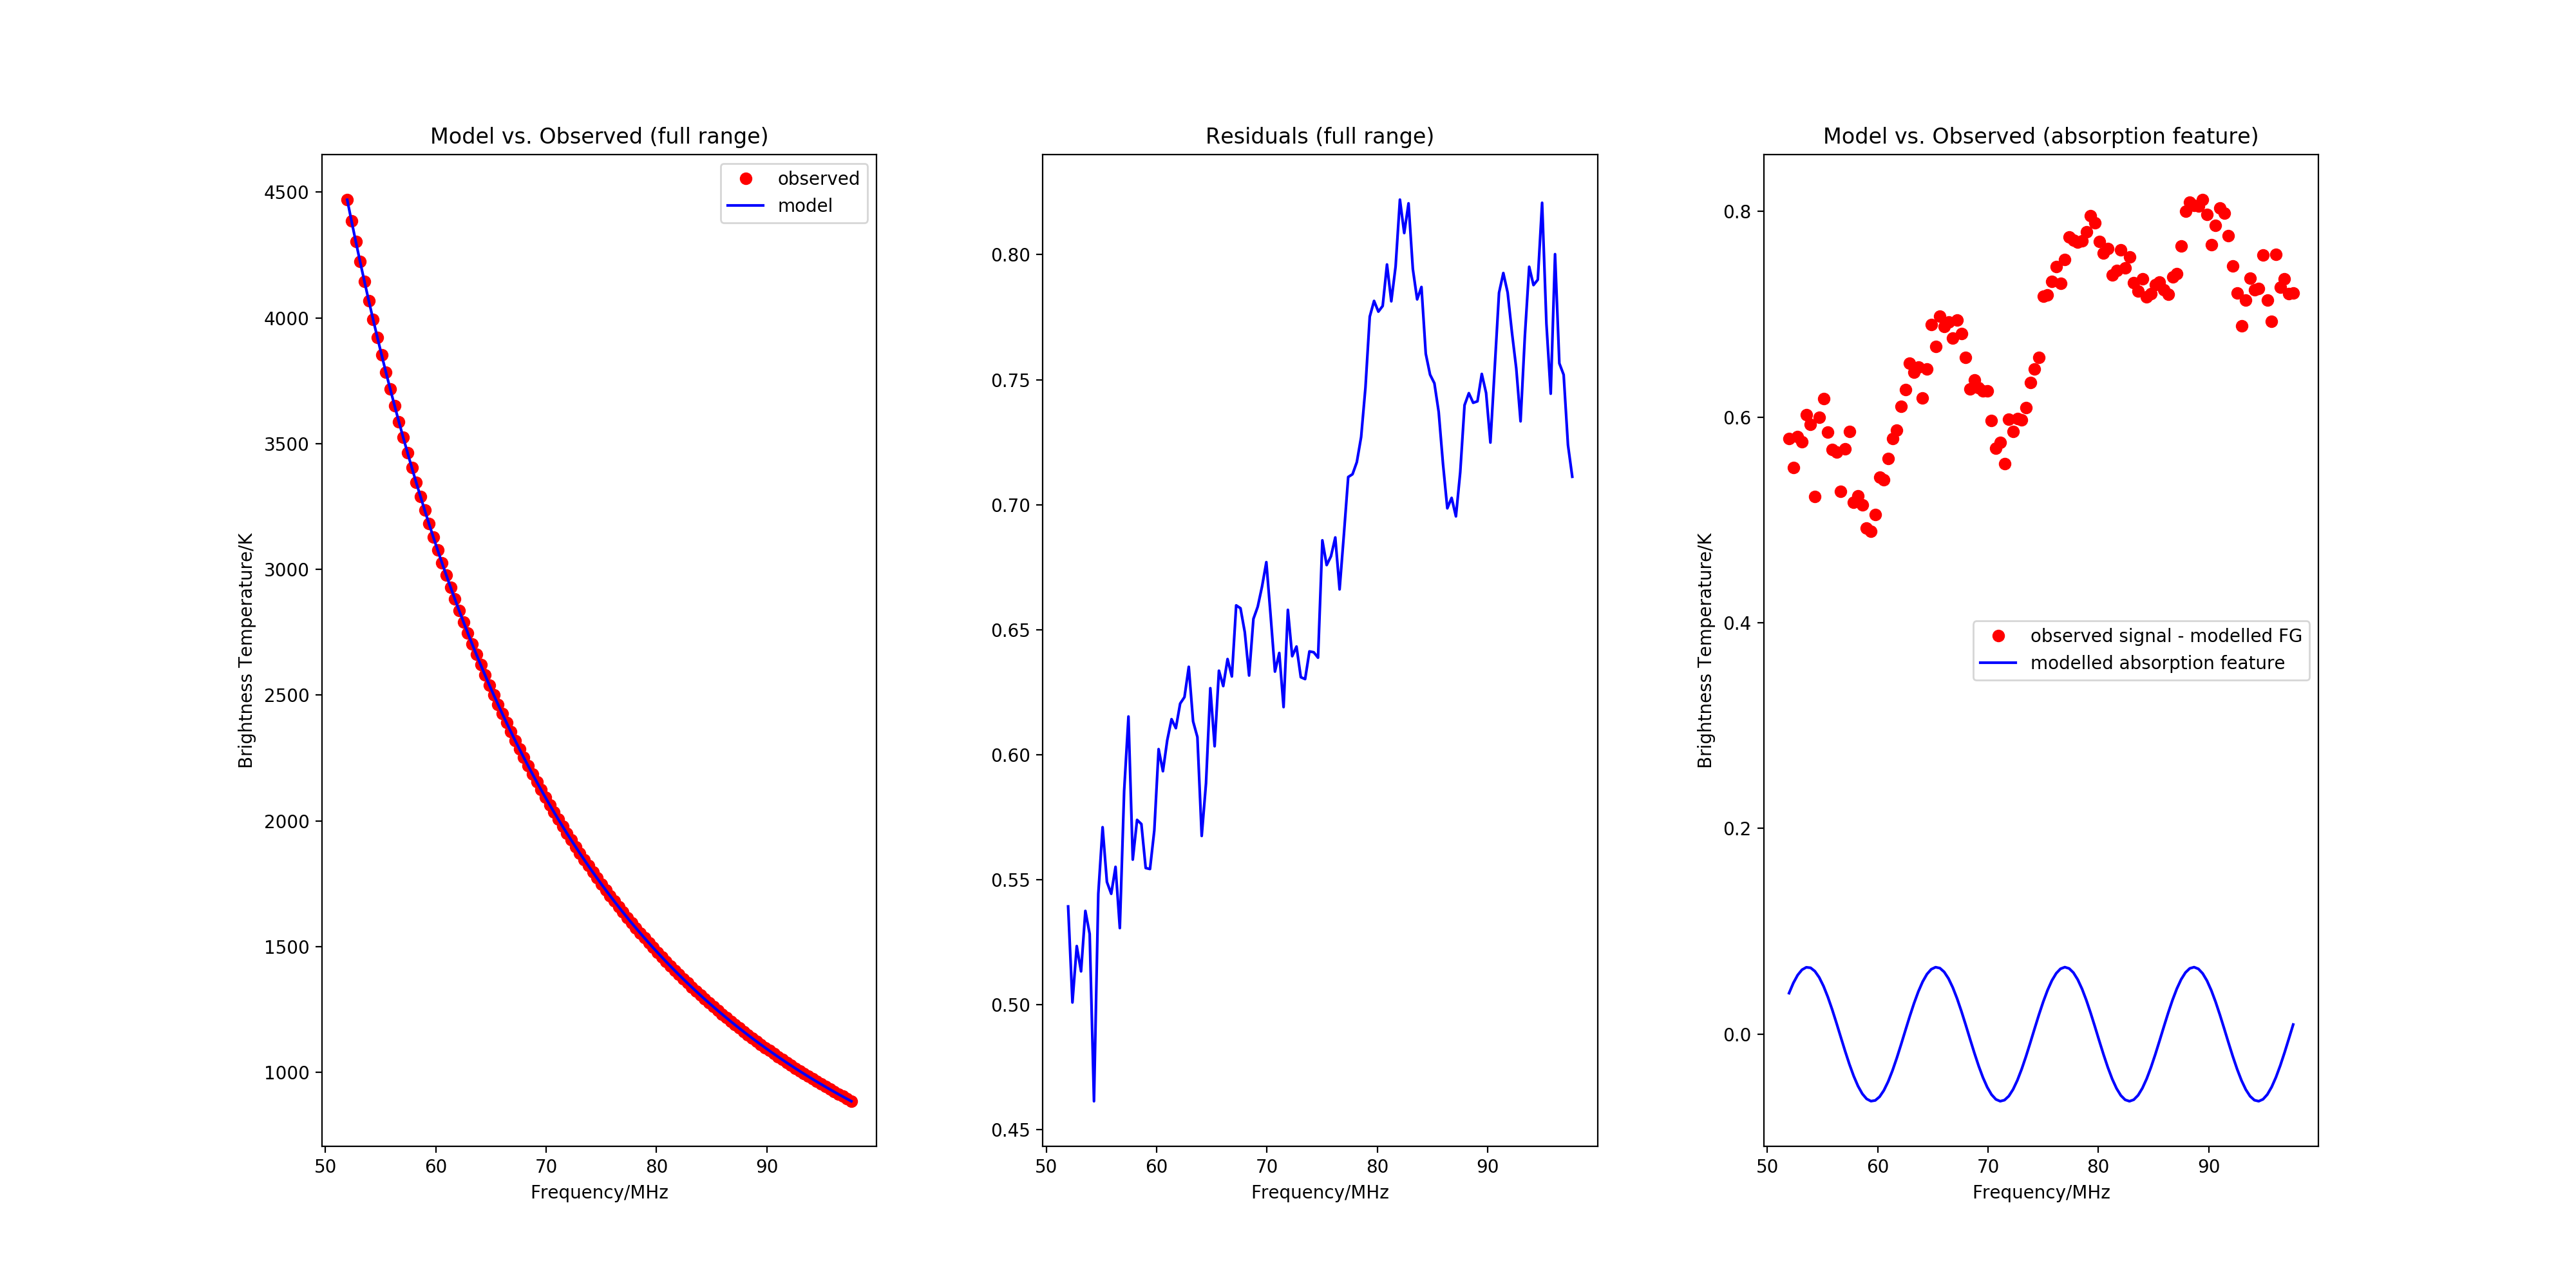 Model vs. Observed (full range)
observed
model
4500
4000
3500
3000
2500
2000
1500
1000
Brightness Temperature/K
50 60 70 80 90
Frequency/MHz
Residuals (full range)
0.80
0.75
0.70
0.65
0.60
0.55
0.50
0.45
50 60 70 80 90
Frequency/MHz
Model vs. Observed (absorption feature)
0.8
0.6
0.4
0.2
0.0
Brightness Temperature/K
observed signal - modelled FG
modelled absorption feature
50 60 70 80 90
Frequency/MHz